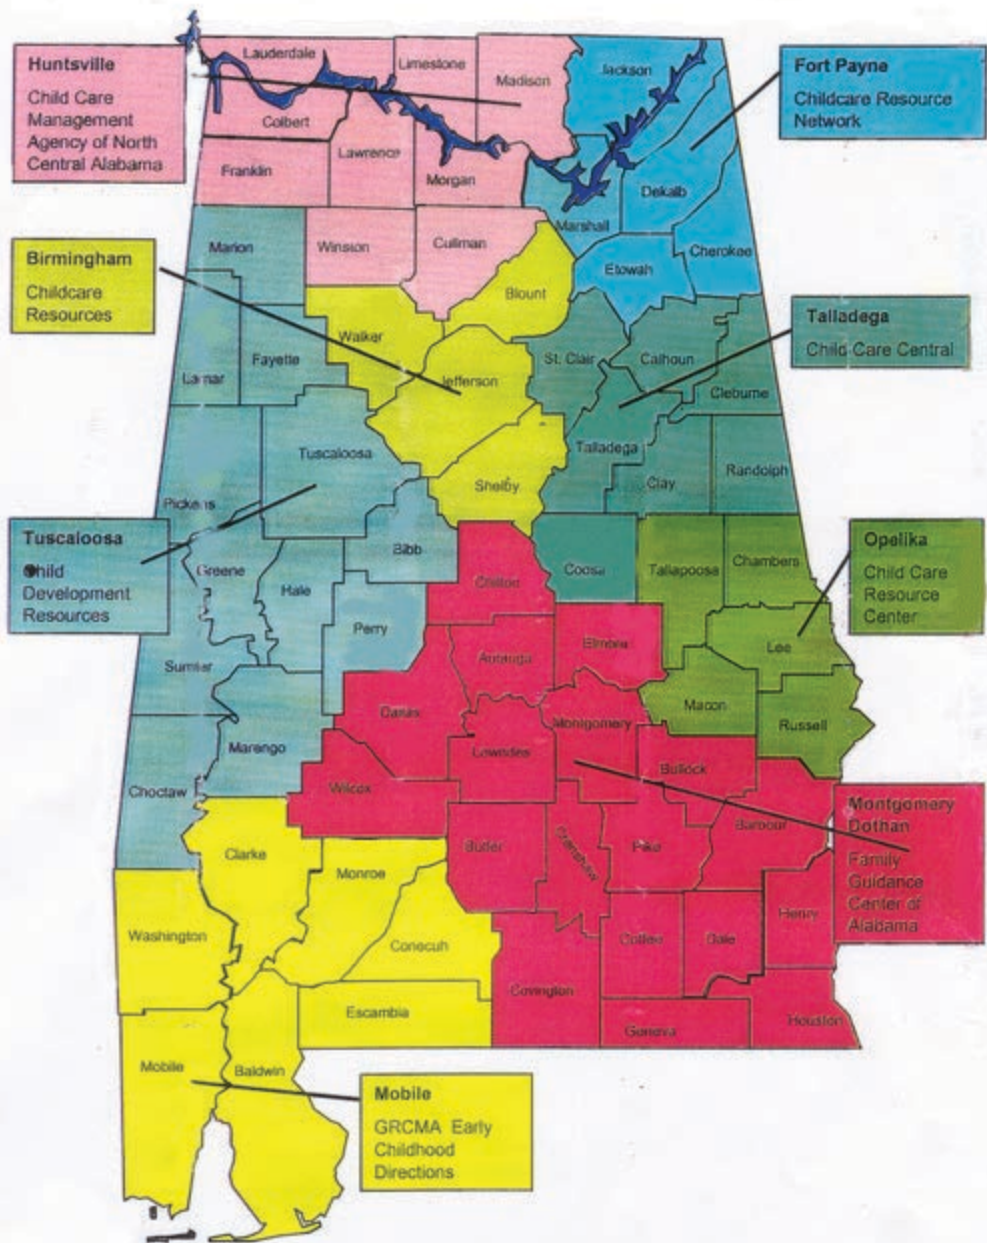 Huntsville
Child Care
Management
Agency of North
Central Alabama
Lauderdale
Limestone
Madison
Jackson
Fort Payne
Childcare Resource
Network
Colbert
Lawrence
Franklin
Morgan
Dekalb
Marshall
Marion
Winston
Cullman
Cherokee
Etowah
Birmingham
Childcare
Resources
Blount
Walker
Talladega
Child Care Central
St. Clair
Calhoun
Fayette
Lamar
Jefferson
Cleburne
Tuscaloosa
Talladega
Randolph
Clay
Shelby
Pickens
Tuscaloosa
Child
Development
Resources
Bibb
Greene
Hale
Chilton
Coosa
Tallapoosa
Chambers
Opelika
Child Care
Resource
Center
Perry
Elmore
Lee
Autauga
Sumter
Dallas
Macon
Montgomery
Russell
Marengo
Lowndes
Bullock
Wilcox
Choctaw
Montgomery
Dothan
Family
Guidance
Center of
Alabama
Barbour
Butler
Crenshaw
Pike
Clarke
Monroe
Henry
Washington
Conecuh
Coffee
Dale
Covington
Escambia
Geneva
Houston
Mobile
Baldwin
Mobile
GRCMA Early
Childhood
Directions